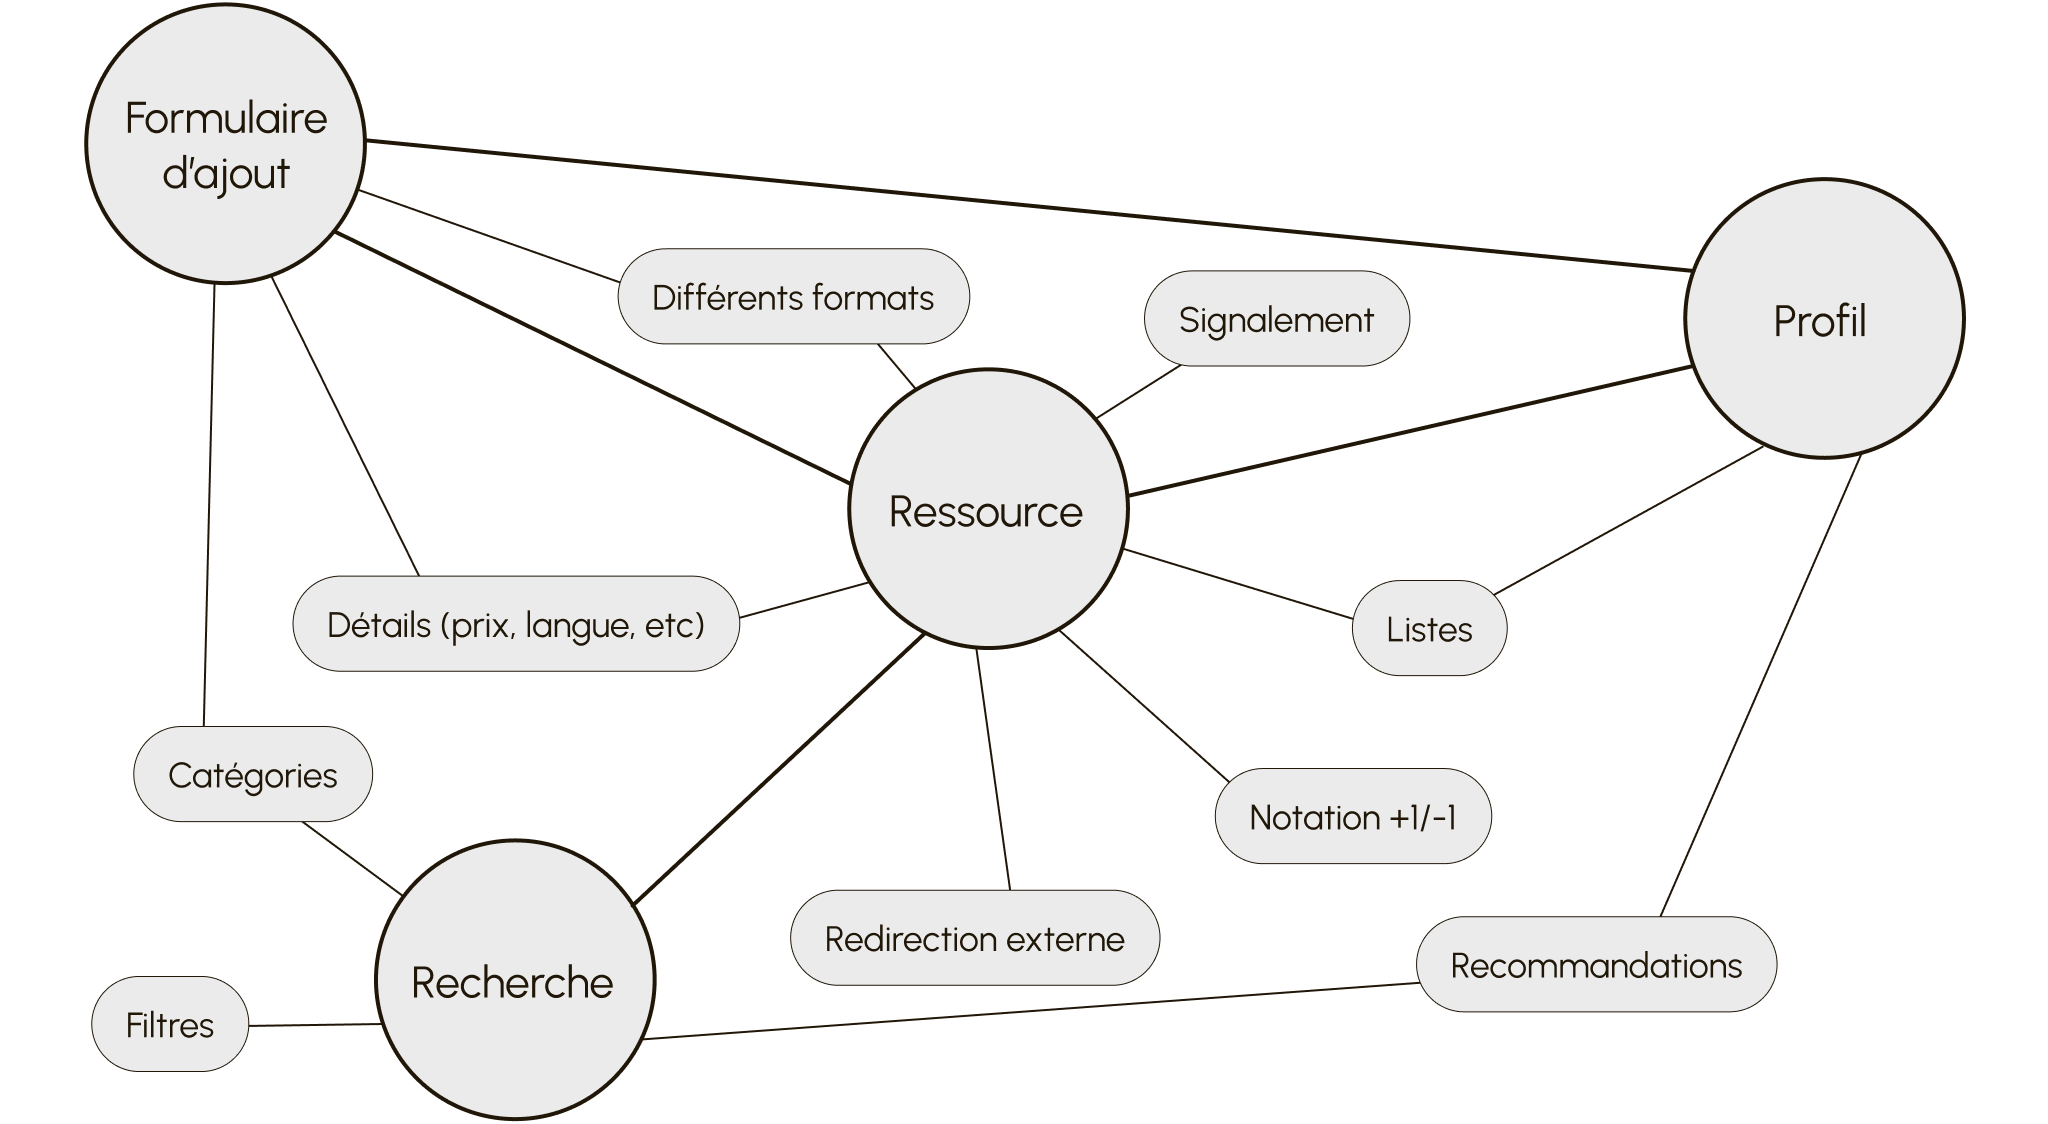 Formulaire
d'ajout
Différents formats
Signalement
Profil
Ressource
Détails (prix, langue, etc)
Listes
Catégories
Notation +1/-1
Redirection externe
Recommandations
Recherche
Filtres